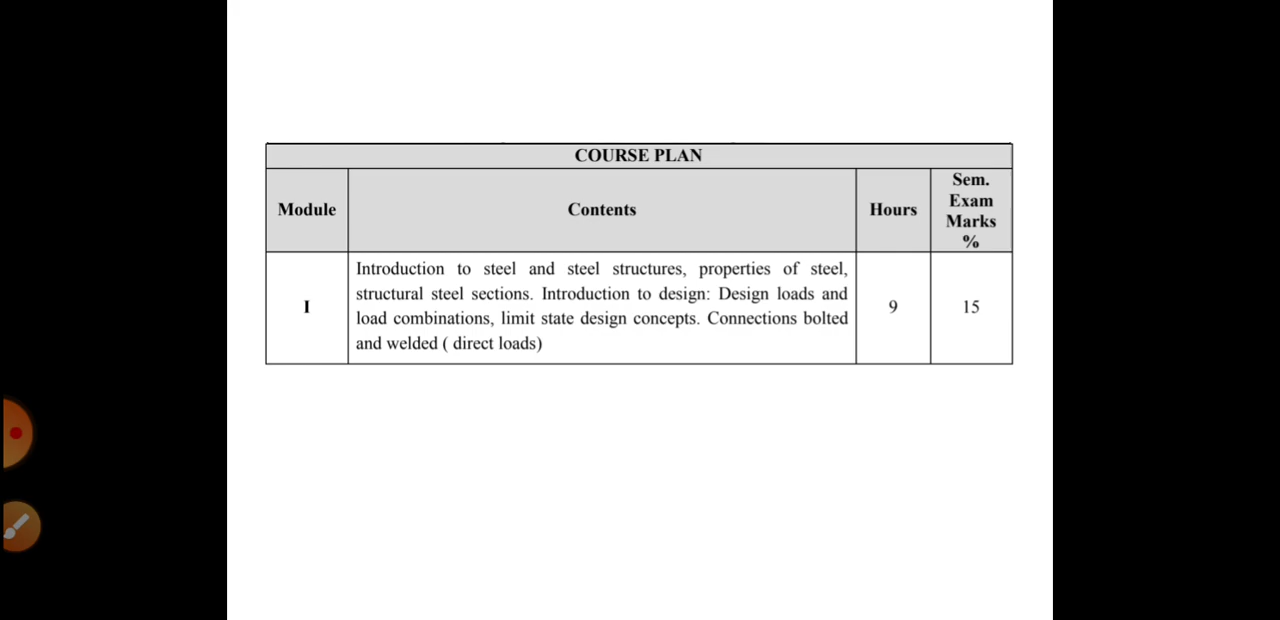 COURSE PLAN
Module
Contents
Hours
Sem.
Exam
Marks
%
I
Introduction to steel and steel structures, properties of steel,
structural steel sections. Introduction to design: Design loads and
load combinations, limit state design concepts. Connections bolted
and welded ( direct loads)
9
15